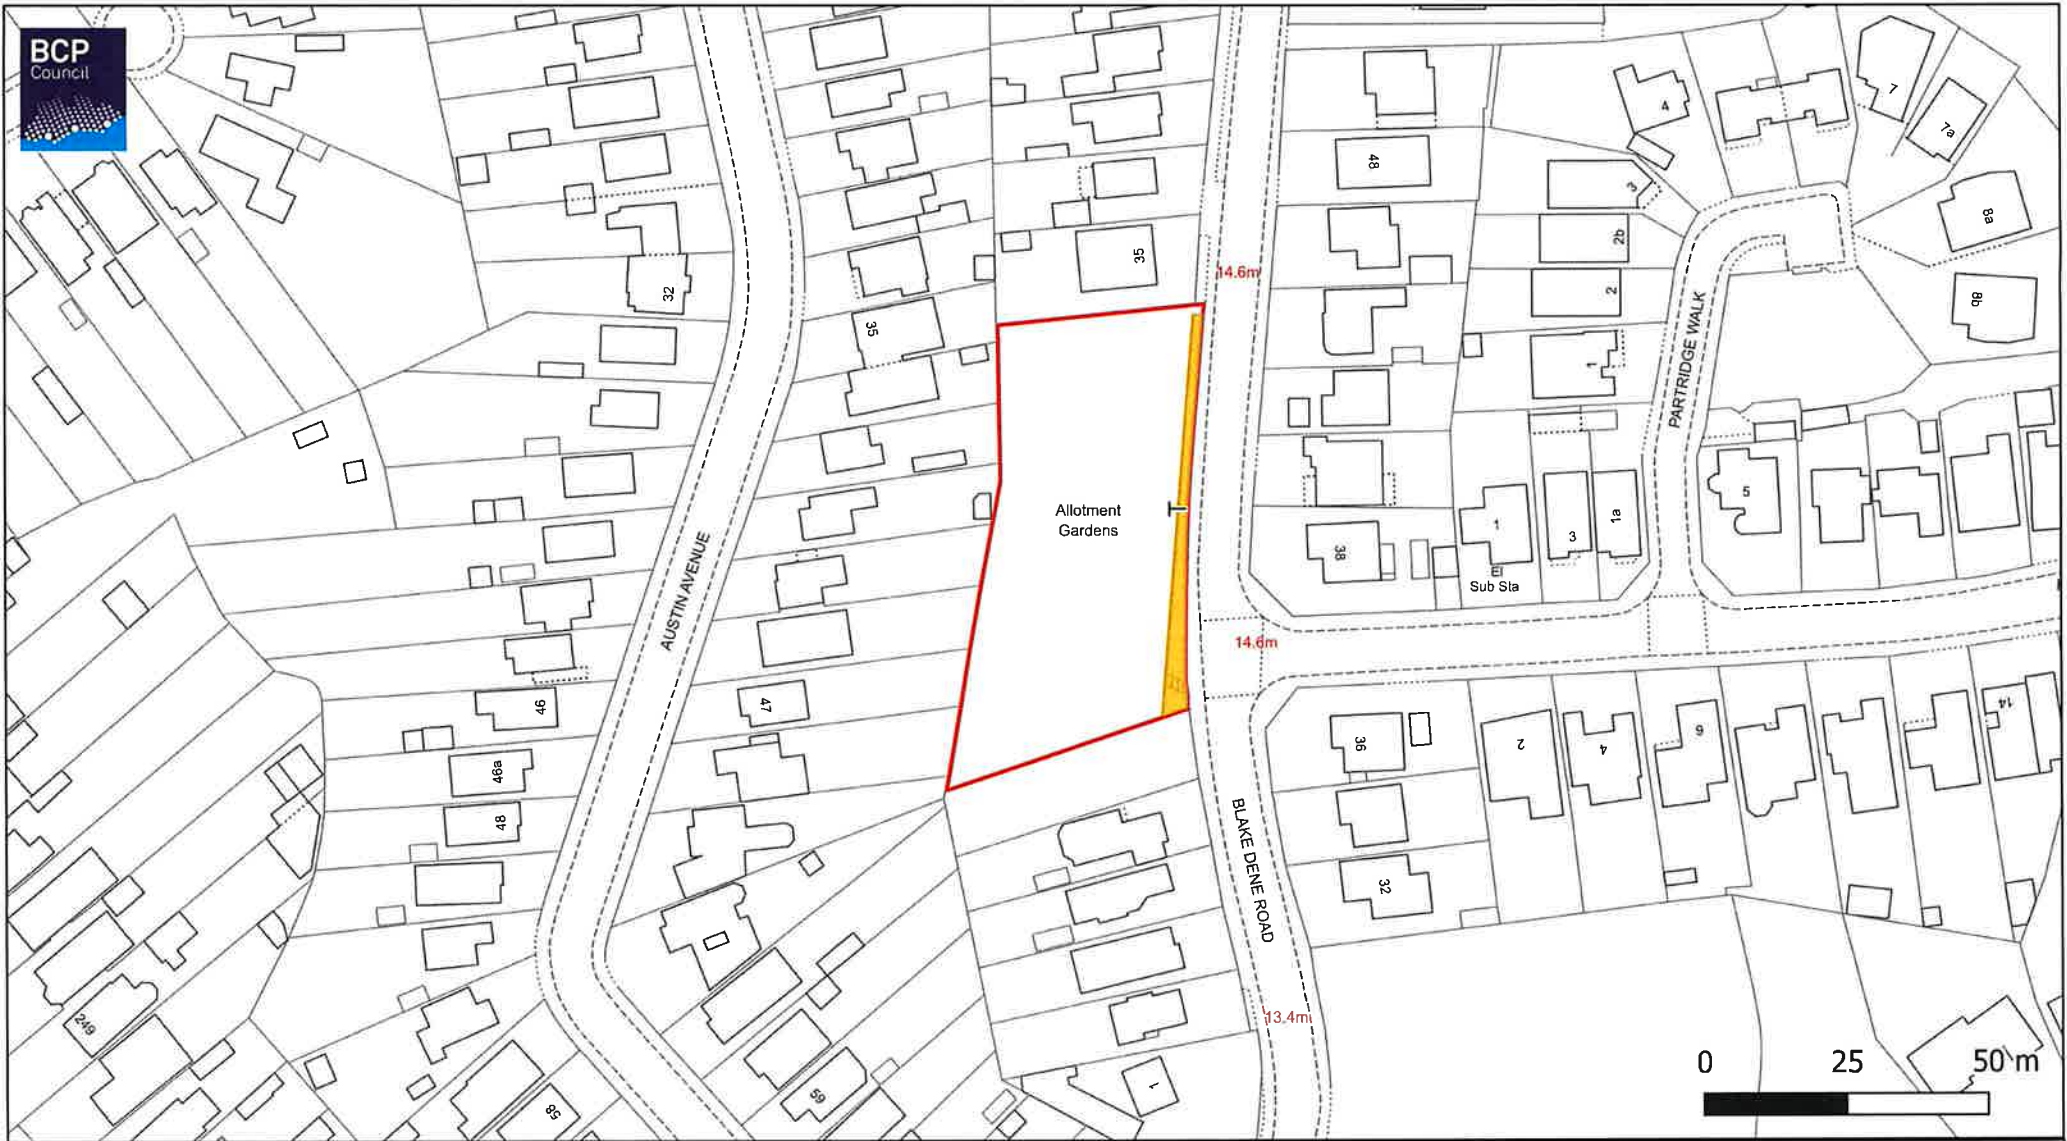 BCP
Council
7
4
7a
48
3
8a
2b
35
32
14.6m
2
8b
35
1
PARTRIDGE WALK
5
Allotment
Gardens
1
3
1a
38
El
Sub Sta
AUSTIN AVENUE
14.6m
46
47
36
2
4
6
14
46a
48
BLAKE DENE ROAD
32
249
13.4m
0 25 50 m
1
59
58